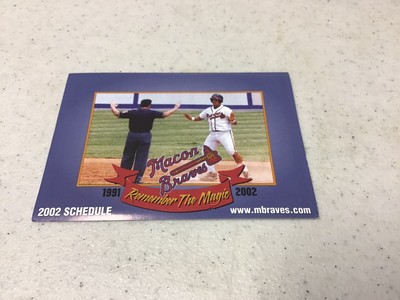 Macon
Braves
1991
2002
Remember The Magic
2002 SCHEDULE
www.mbraves.com